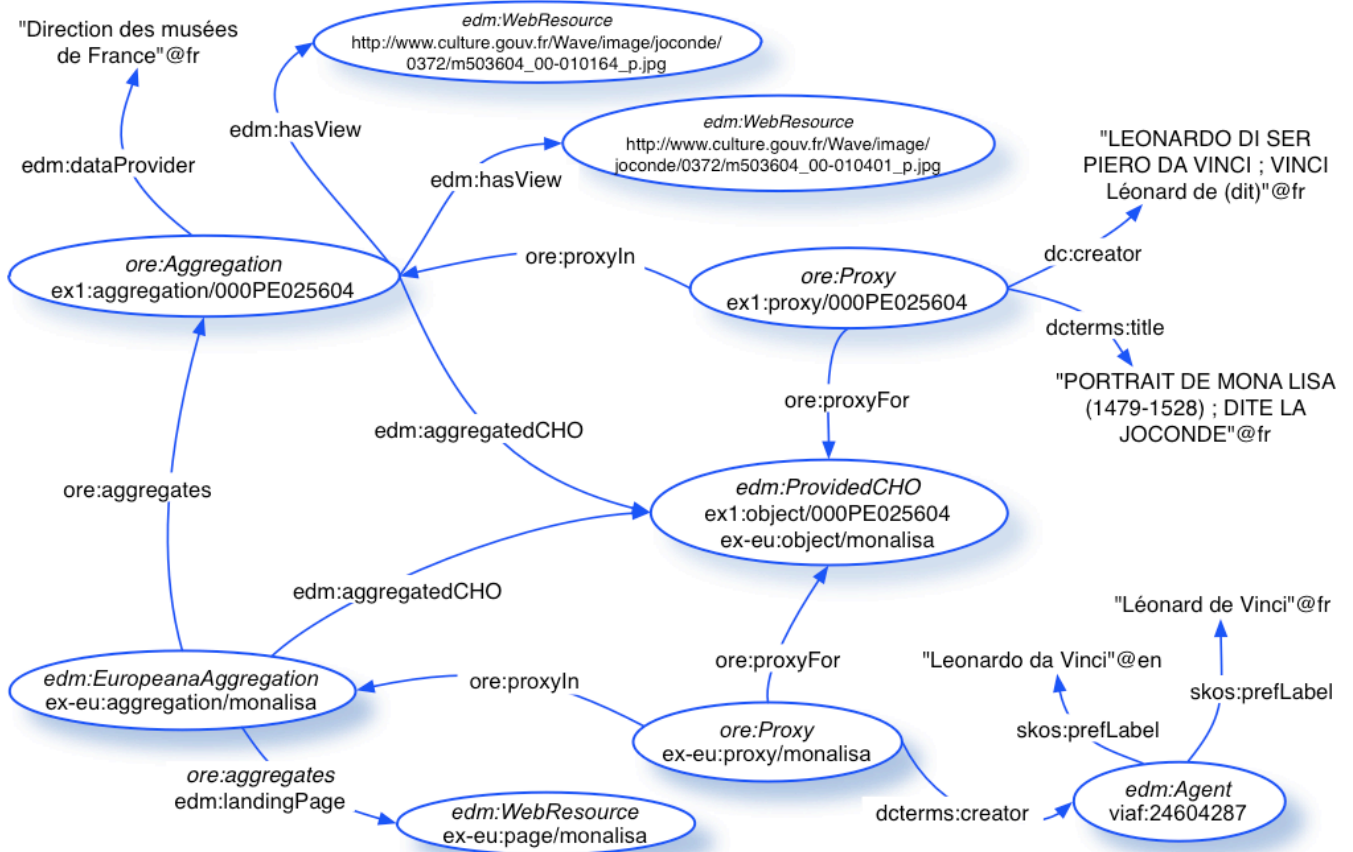 "Direction des musées
de France"@fr
edm:WebResource
http://www.culture.gouv.fr/Wave/image/joconde/
0372/m503604_00-010164_p.jpg
edm:hasView
edm:dataProvider
edm:WebResource
http://www.culture.gouv.fr/Wave/image/
joconde/0372/m503604_00-010401_p.jpg
edm:hasView
"LEONARDO DI SER
PIERO DA VINCI ; VINCI
Léonard de (dit)"@fr
dc:creator
ore:Aggregation
ex1:aggregation/000PE025604
ore:proxyIn
ore:Proxy
ex1:proxy/000PE025604
dcterms:title
"PORTRAIT DE MONA LISA
(1479-1528) ; DITE LA
JOCONDE"@fr
ore:proxyFor
edm:aggregatedCHO
ore:aggregates
edm:ProvidedCHO
ex1:object/000PE025604
ex-eu:object/monalisa
edm:aggregatedCHO
"Léonard de Vinci"@fr
"Leonardo da Vinci"@en
skos:prefLabel
skos:prefLabel
ore:proxyFor
edm:EuropeanaAggregation
ex-eu:aggregation/monalisa
ore:proxyIn
ore:Proxy
ex-eu:proxy/monalisa
ore:aggregates
edm:landingPage
edm:WebResource
ex-eu:page/monalisa
dcterms:creator
edm:Agent
viaf:24604287